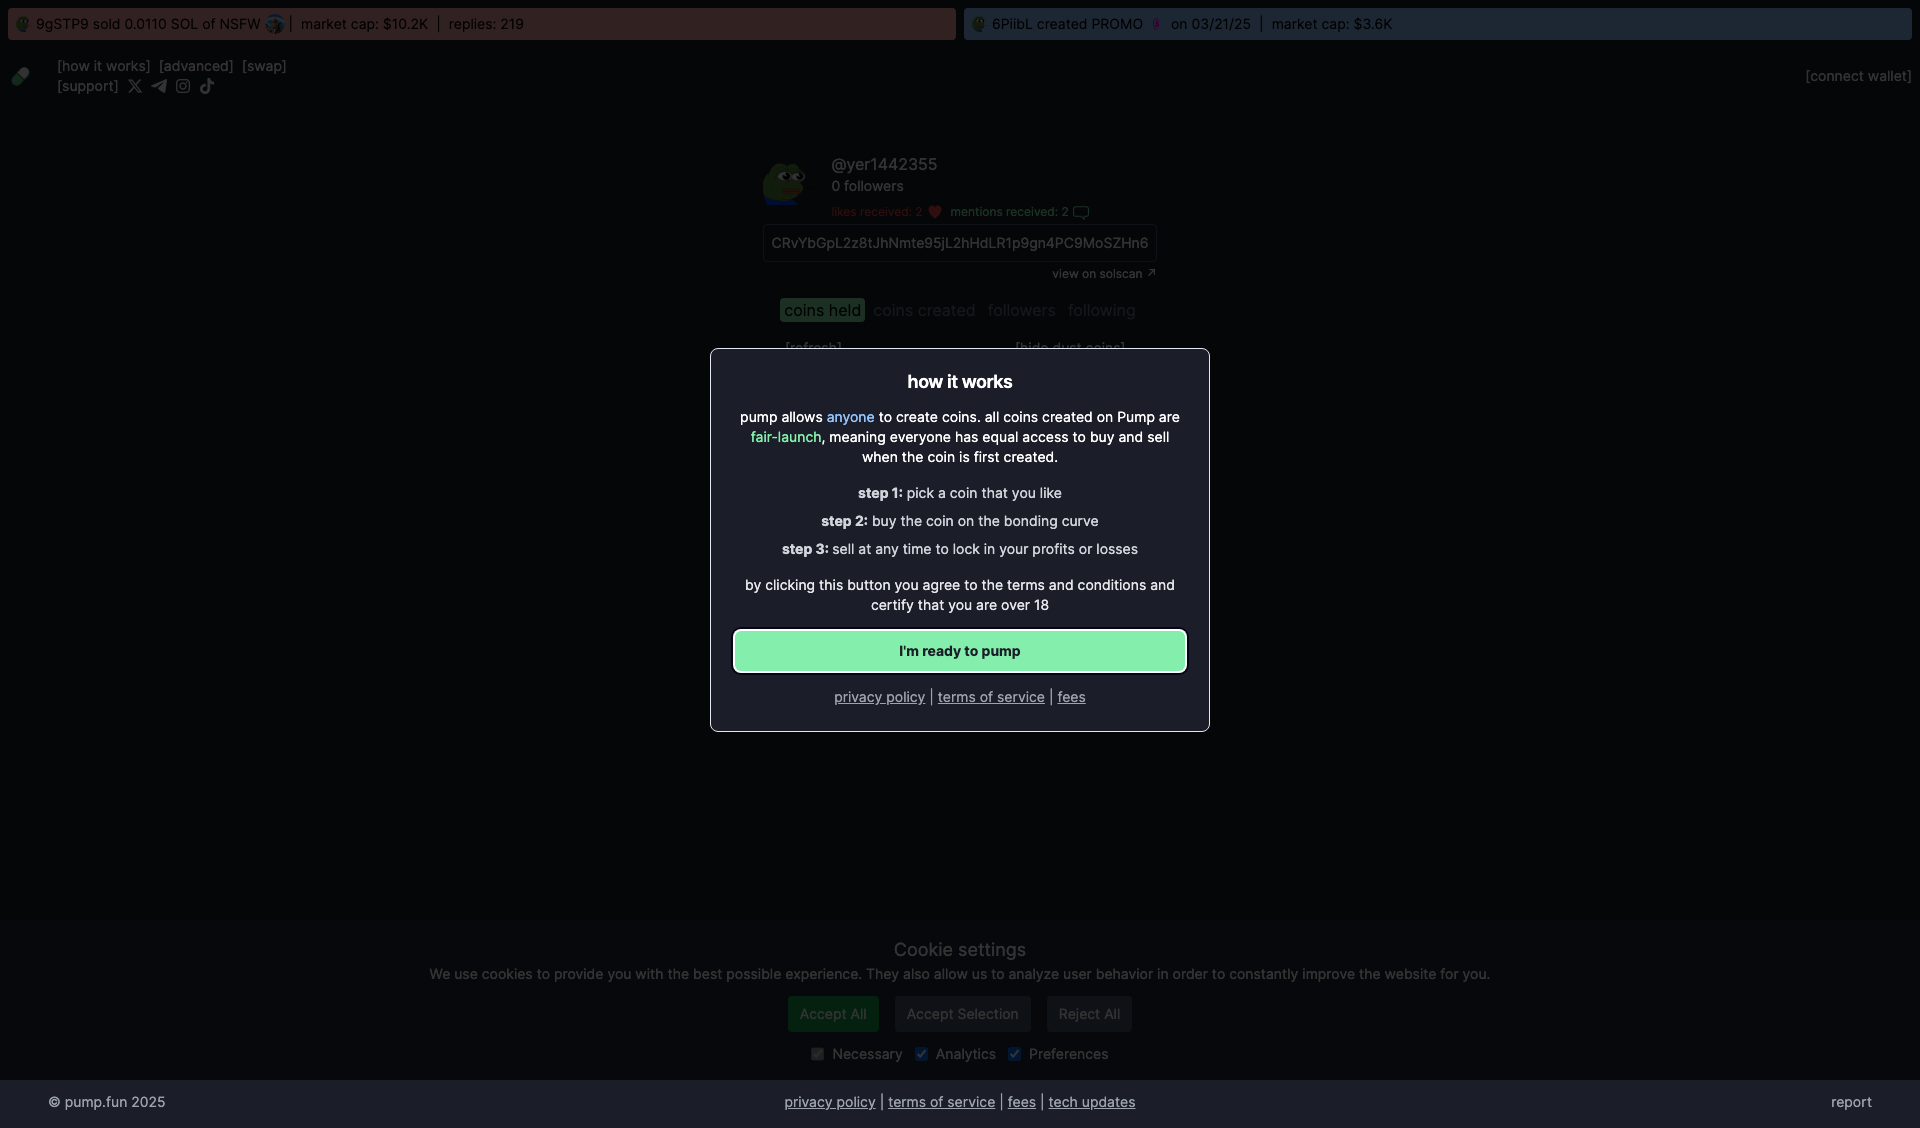 9gSTP9 sold 0.0110 SOL of NSFW | market cap: $10.2K | replies: 219
6PiibL created PROMO on 03/21/25 | market cap: $3.6K
[how it works] [advanced] [swap]
[support]
[connect wallet]
@yer1442355
0 followers
likes received: 2 mentions received: 2
CRvYbGpL2z8tJhNmte95jL2hHdLR1p9gn4PC9MoSZHn6
view on solscan
coins held coins created followers following
[refresh] [hide dust coins]
how it works
pump allows anyone to create coins. all coins created on Pump are
fair-launch, meaning everyone has equal access to buy and sell
when the coin is first created.
step 1: pick a coin that you like
step 2: buy the coin on the bonding curve
step 3: sell at any time to lock in your profits or losses
by clicking this button you agree to the terms and conditions and
certify that you are over 18
I'm ready to pump
privacy policy | terms of service | fees
Cookie settings
We use cookies to provide you with the best possible experience. They also allow us to analyze user behavior in order to constantly improve the website for you.
Accept All Accept Selection Reject All
Necessary Analytics Preferences
© pump.fun 2025
privacy policy | terms of service | fees | tech updates
report